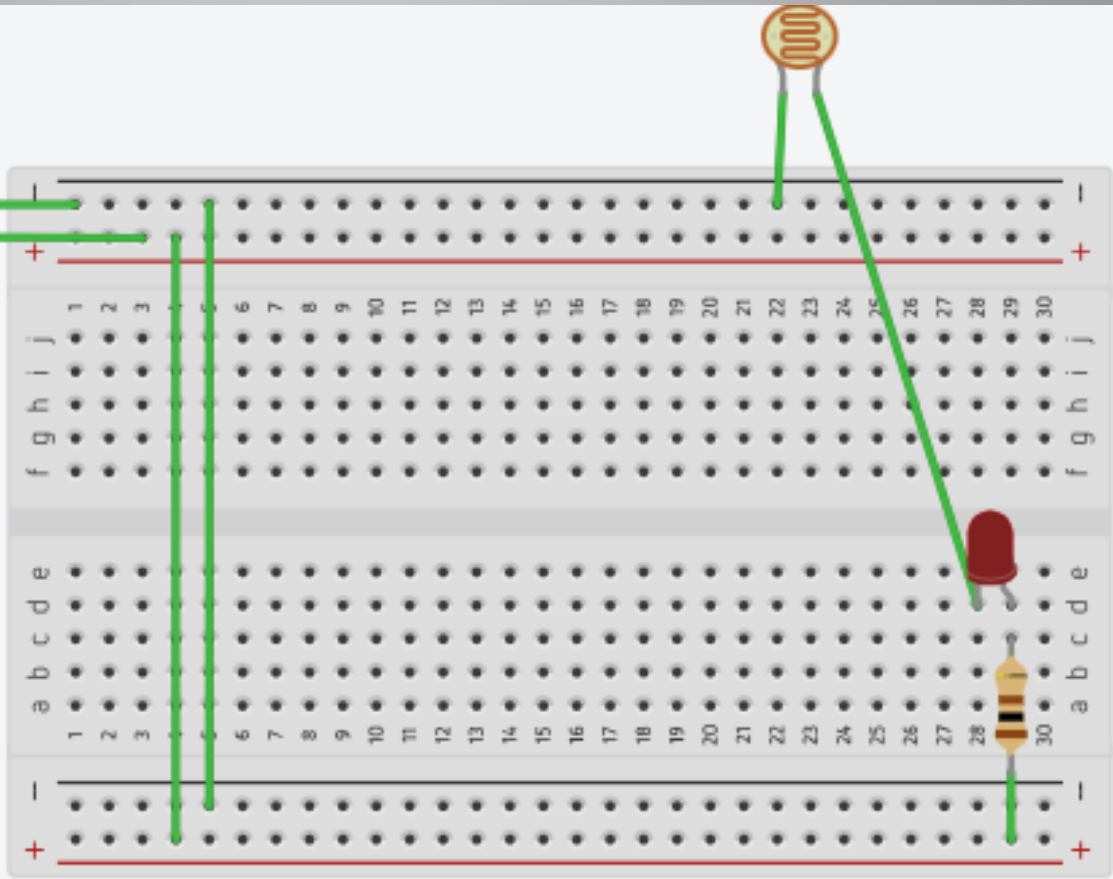 − −
+ +
1 2 3 4 5 6 7 8 9 10 11 12 13 14 15 16 17 18 19 20 21 22 23 24 25 26 27 28 29 30
j j
i i
h h
g g
f f
e e
d d
c c
b b
a a
1 2 3 6 7 8 9 10 11 12 13 14 15 16 17 18 19 20 21 22 23 24 25 26 27 28 30
− −
+ +